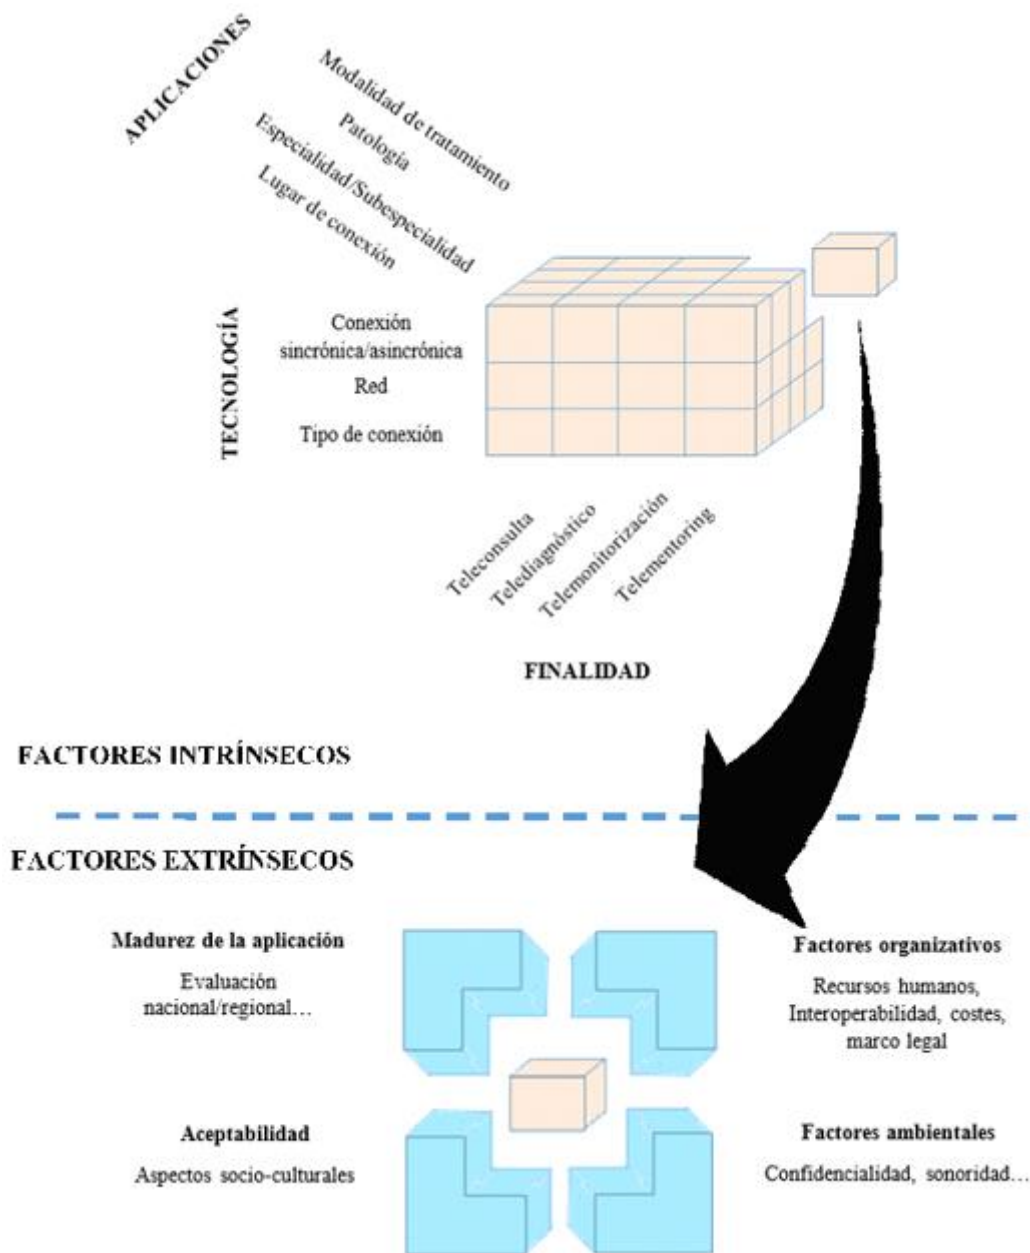 APLICACIONES
Modalidad de tratamiento
Patología
Especialidad/Subespecialidad
Lugar de conexión
TECNOLOGÍA
Conexión
sincrónica/asincrónica
Red
Tipo de conexión
Teleconsulta
Telediagnóstico
Telemonitorización
Telementoring
FINALIDAD
FACTORES INTRÍNSECOS
FACTORES EXTRÍNSECOS
Madurez de la aplicación
Evaluación
nacional/regional…
Factores organizativos
Recursos humanos,
Interoperabilidad, costes,
marco legal
Aceptabilidad
Aspectos socio-culturales
Factores ambientales
Confidencialidad, sonoridad…